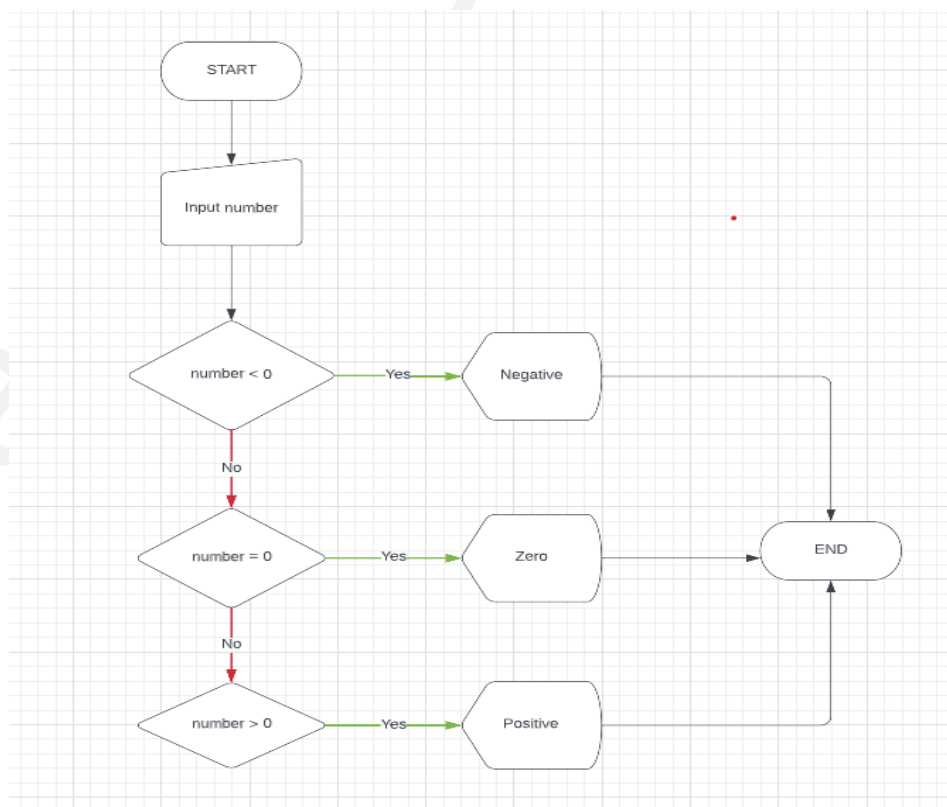 START
Input number
number < 0
Yes
Negative
No
number = 0
Yes
Zero
END
No
number > 0
Yes
Positive